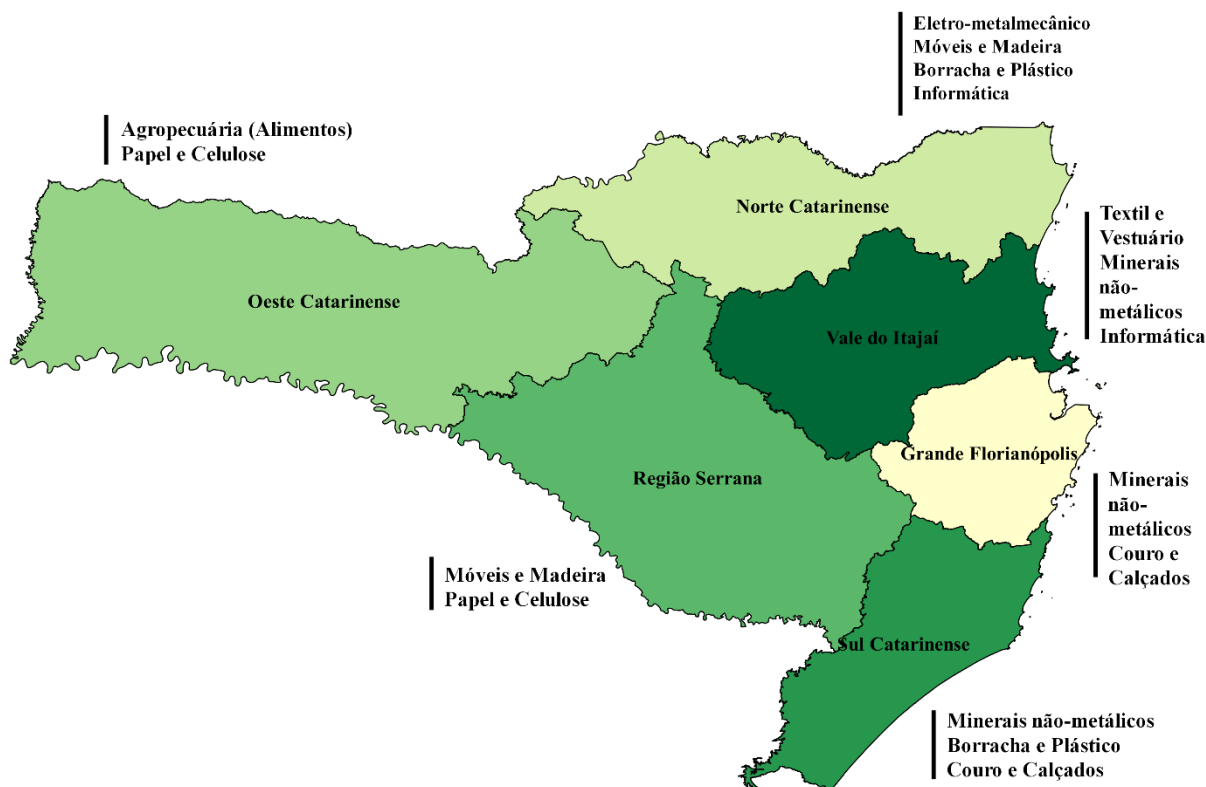 Eletro-metalmecânico
Móveis e Madeira
Borracha e Plástico
Informática
Agropecuária (Alimentos)
Papel e Celulose
Norte Catarinense
Textil e
Vestuário
Minerais
não-
metálicos
Informática
Oeste Catarinense
Vale do Itajaí
Grande Florianópolis
Região Serrana
Minerais
não-
metálicos
Couro e
Calçados
Móveis e Madeira
Papel e Celulose
Sul Catarinense
Minerais não-metálicos
Borracha e Plástico
Couro e Calçados